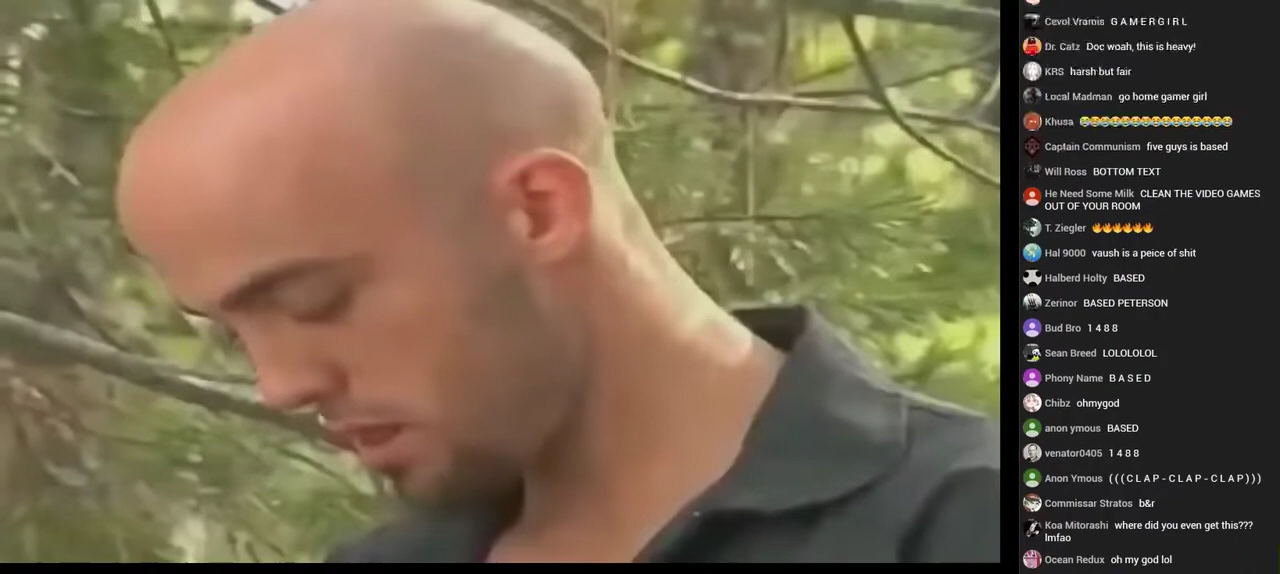 Cevol Vramis G A M E R G I R L
Dr. Catz Doc woah, this is heavy!
KRS harsh but fair
Local Madman go home gamer girl
Khusa 😂😂😂😂😂😂😂😂😂😂😂😂😂😂😂
Captain Communism five guys is based
Will Ross BOTTOM TEXT
He Need Some Milk CLEAN THE VIDEO GAMES
OUT OF YOUR ROOM
T. Ziegler 🔥🔥🔥🔥🔥🔥
Hal 9000 vaush is a peice of shit
Halberd Holty BASED
Zerinor BASED PETERSON
Bud Bro 1 4 8 8
Sean Breed LOLOLOLOL
Phony Name B A S E D
Chibz ohmygod
anon ymous BASED
venator0405 1 4 8 8
Anon Ymous ( ( ( C L A P - C L A P - C L A P ) ) )
Commissar Stratos b&r
Koa Mitorashi where did you even get this???
lmfao
Ocean Redux oh my god lol